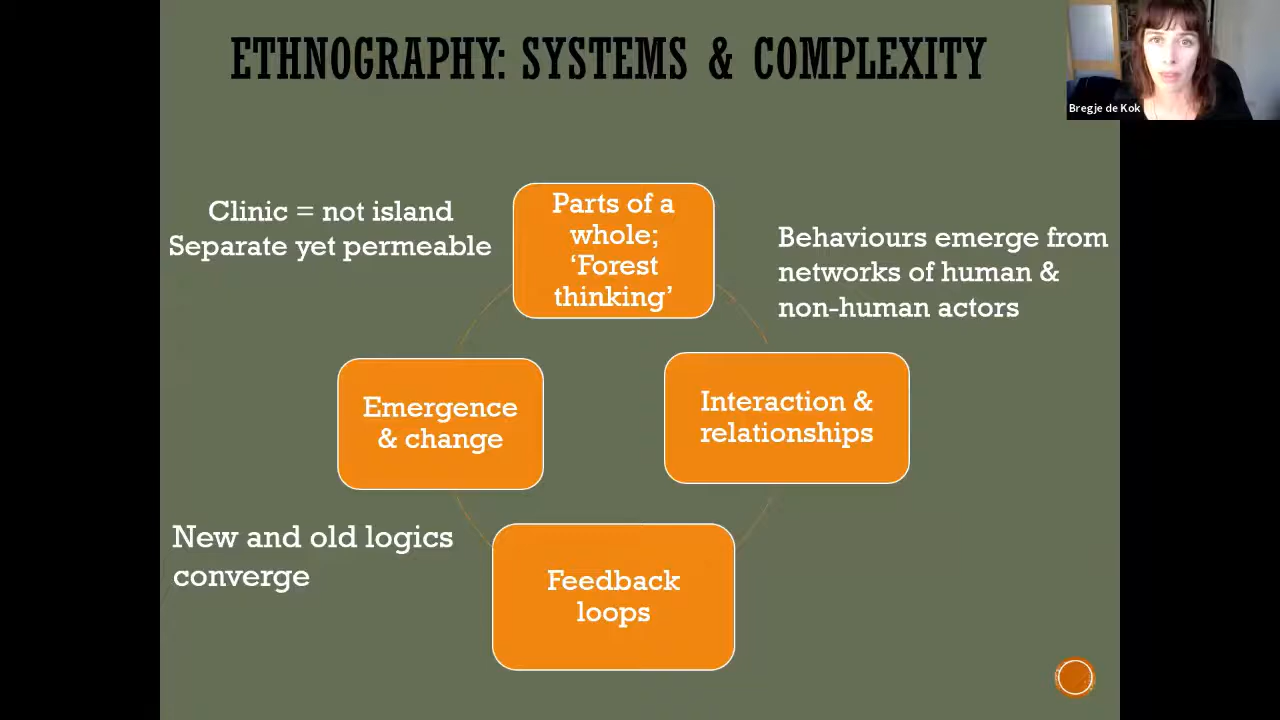 ETHNOGRAPHY: SYSTEMS & COMPLEXITY
Bregje de Kok
Clinic = not island
Separate yet permeable
Parts of a
whole;
‘Forest
thinking’
Behaviours emerge from
networks of human &
non-human actors
Emergence
& change
Interaction &
relationships
New and old logics
converge
Feedback
loops